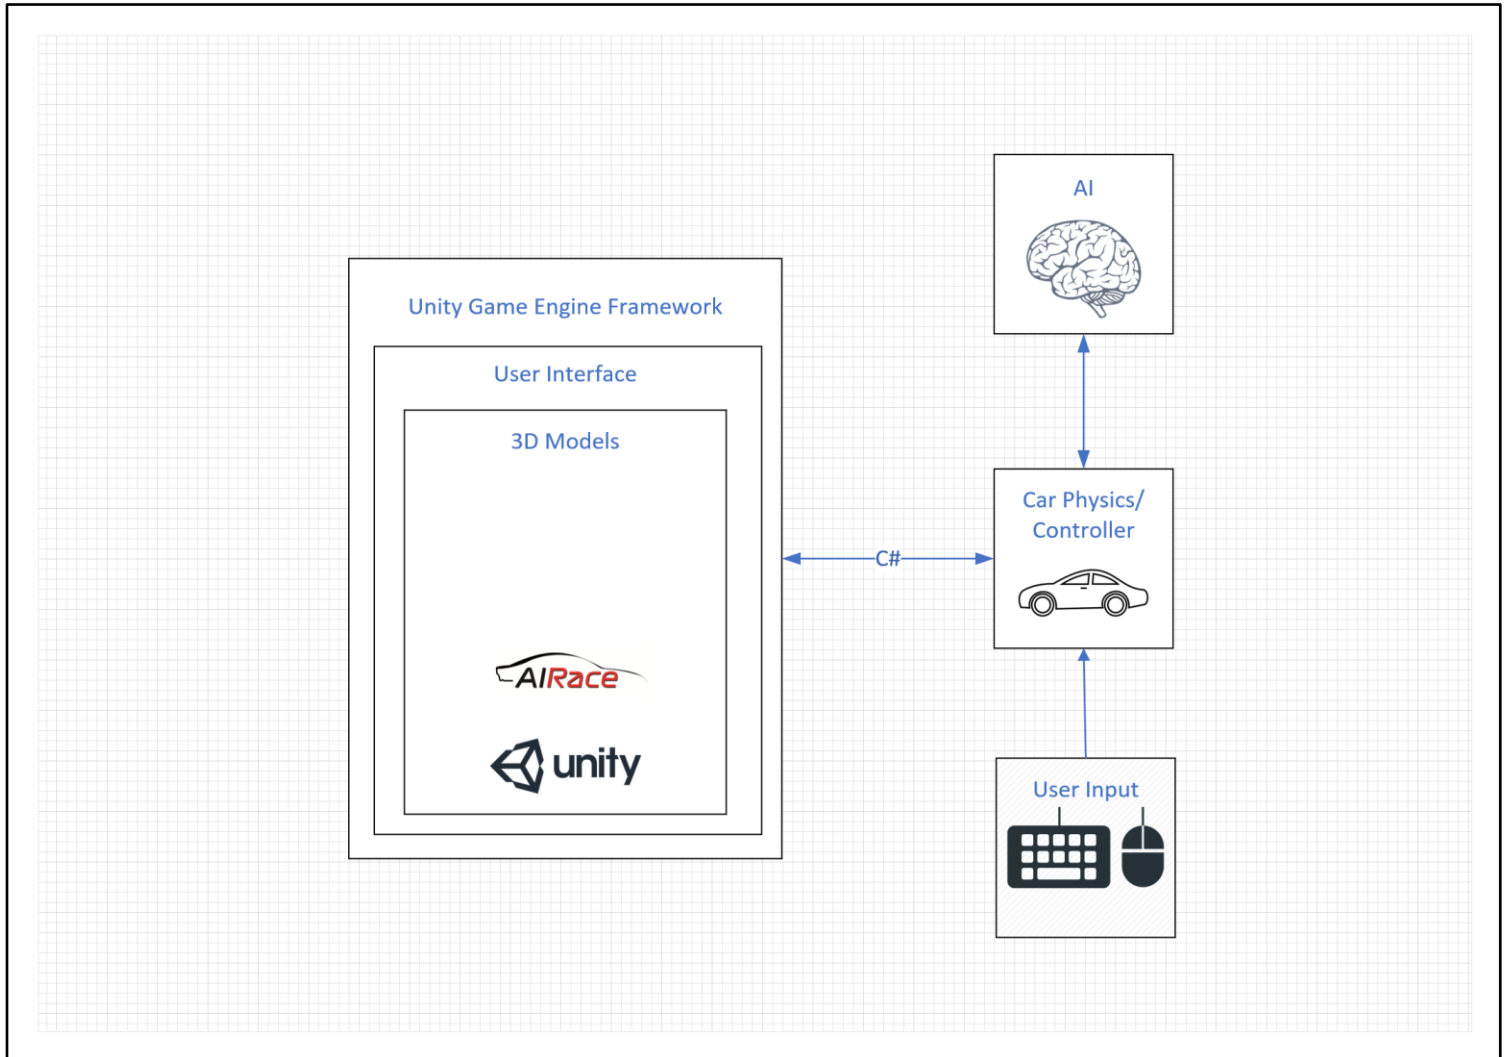 AI
Unity Game Engine Framework
User Interface
3D Models
Car Physics/
Controller
C#
AIRace
unity
User Input